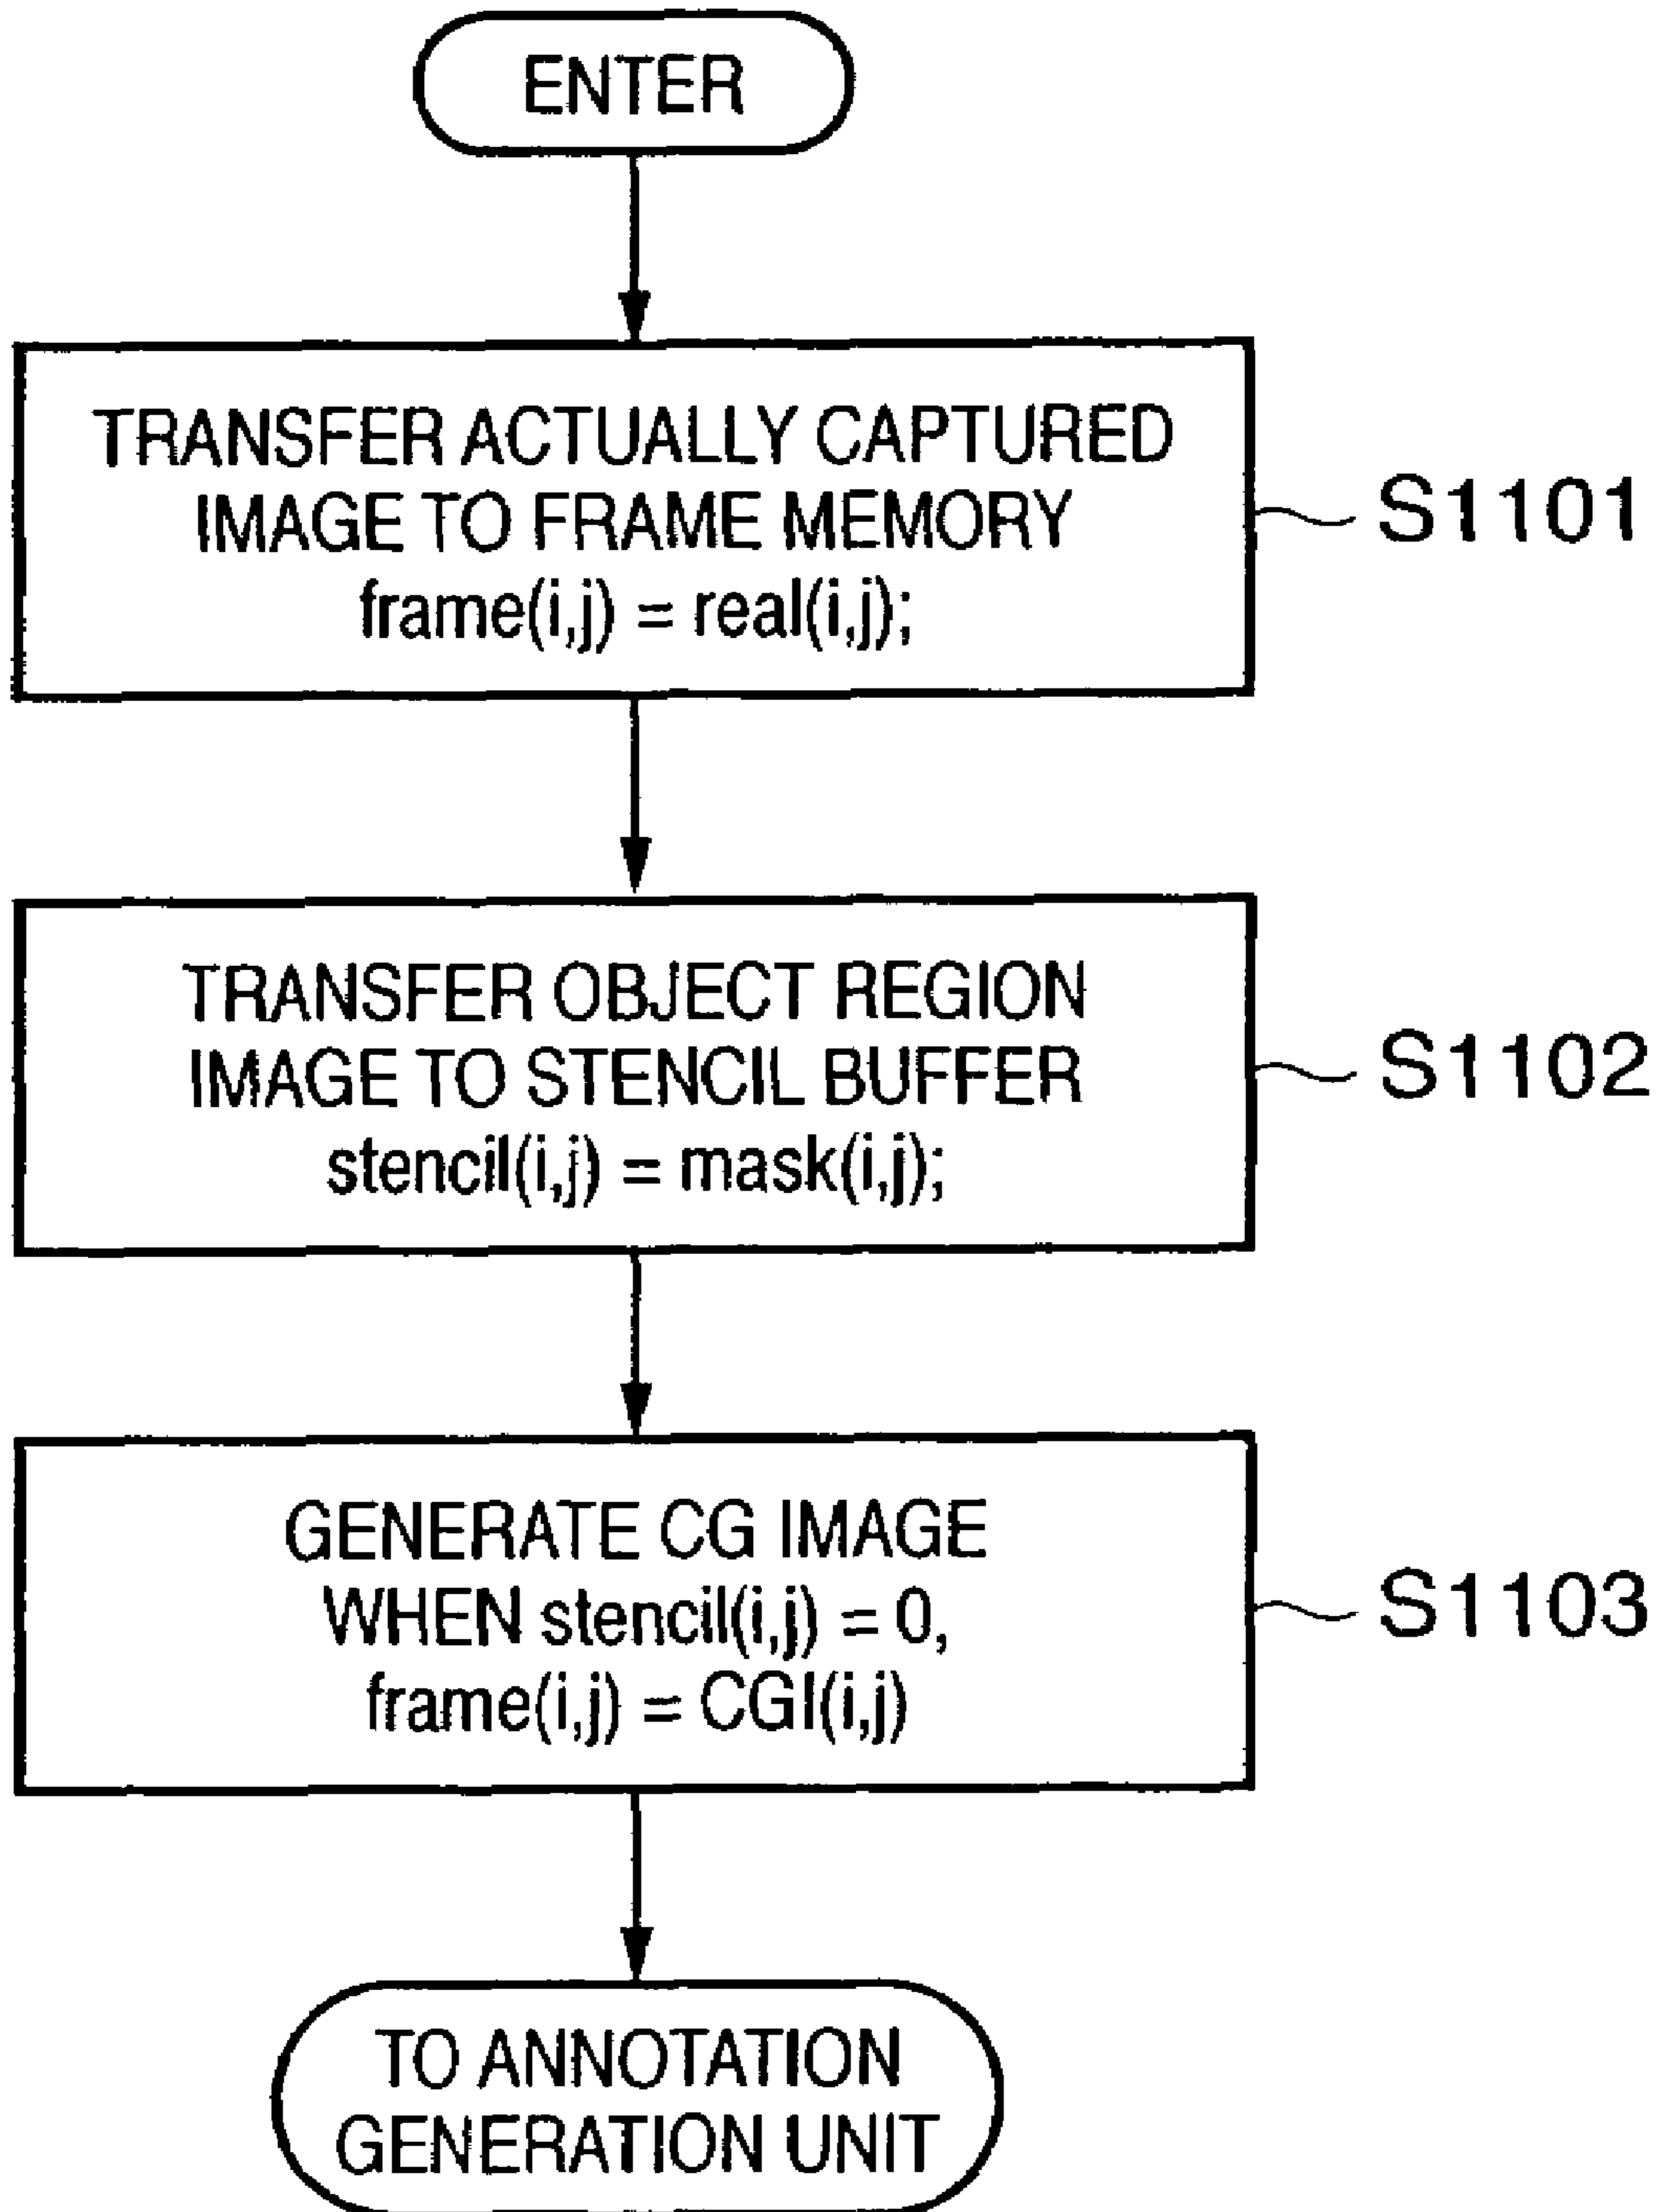 ENTER
TRANSFER ACTUALLY CAPTURED
IMAGE TO FRAME MEMORY
frame(i,j) = real(i,j);
S1101
TRANSFER OBJECT REGION
IMAGE TO STENCIL BUFFER
stencil(i,j) = mask(i,j);
S1102
GENERATE CG IMAGE
WHEN stencil(i,j) = 0,
frame(i,j) = CGI(i,j)
S1103
TO ANNOTATION
GENERATION UNIT